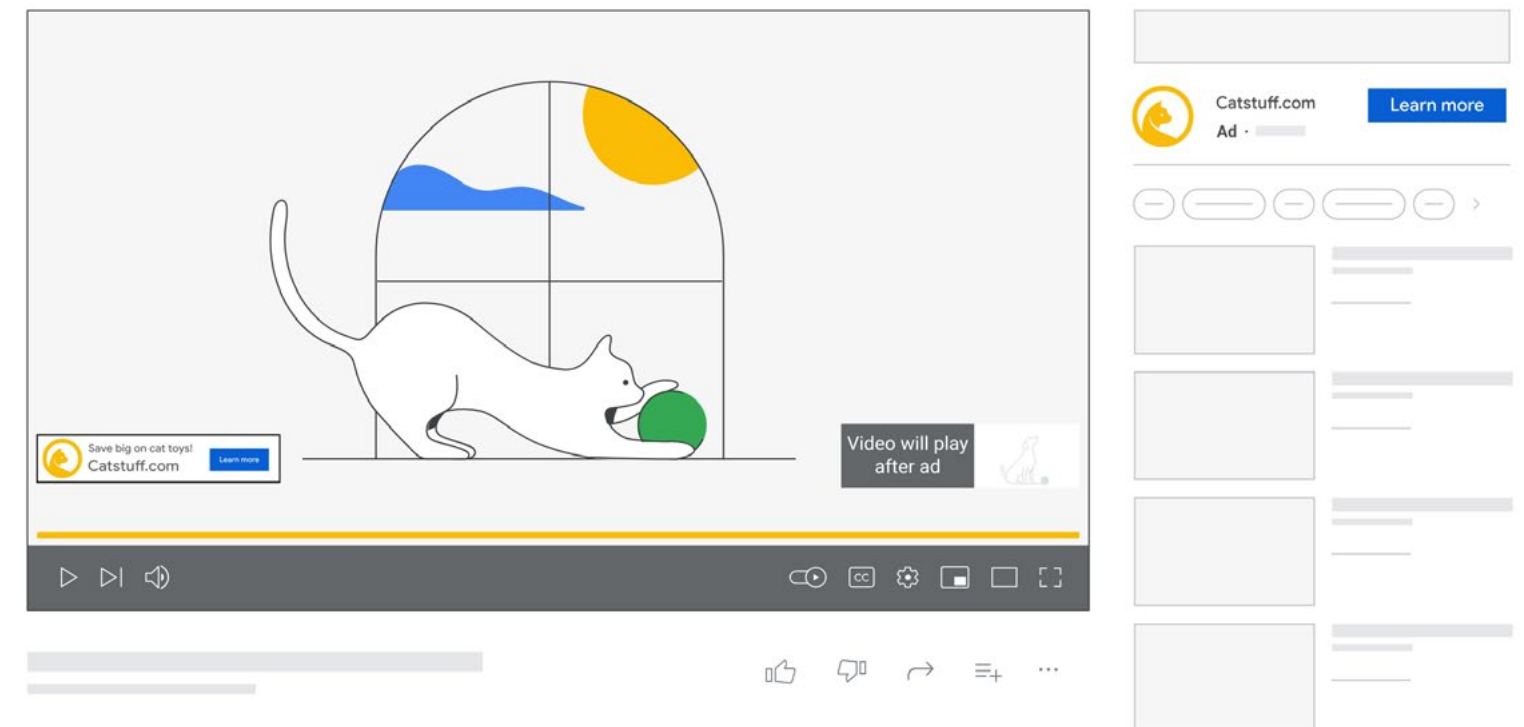 Save big on cat toys!
Catstuff.com
Learn more
Video will play
after ad
CC
Catstuff.com
Ad ·
Learn more